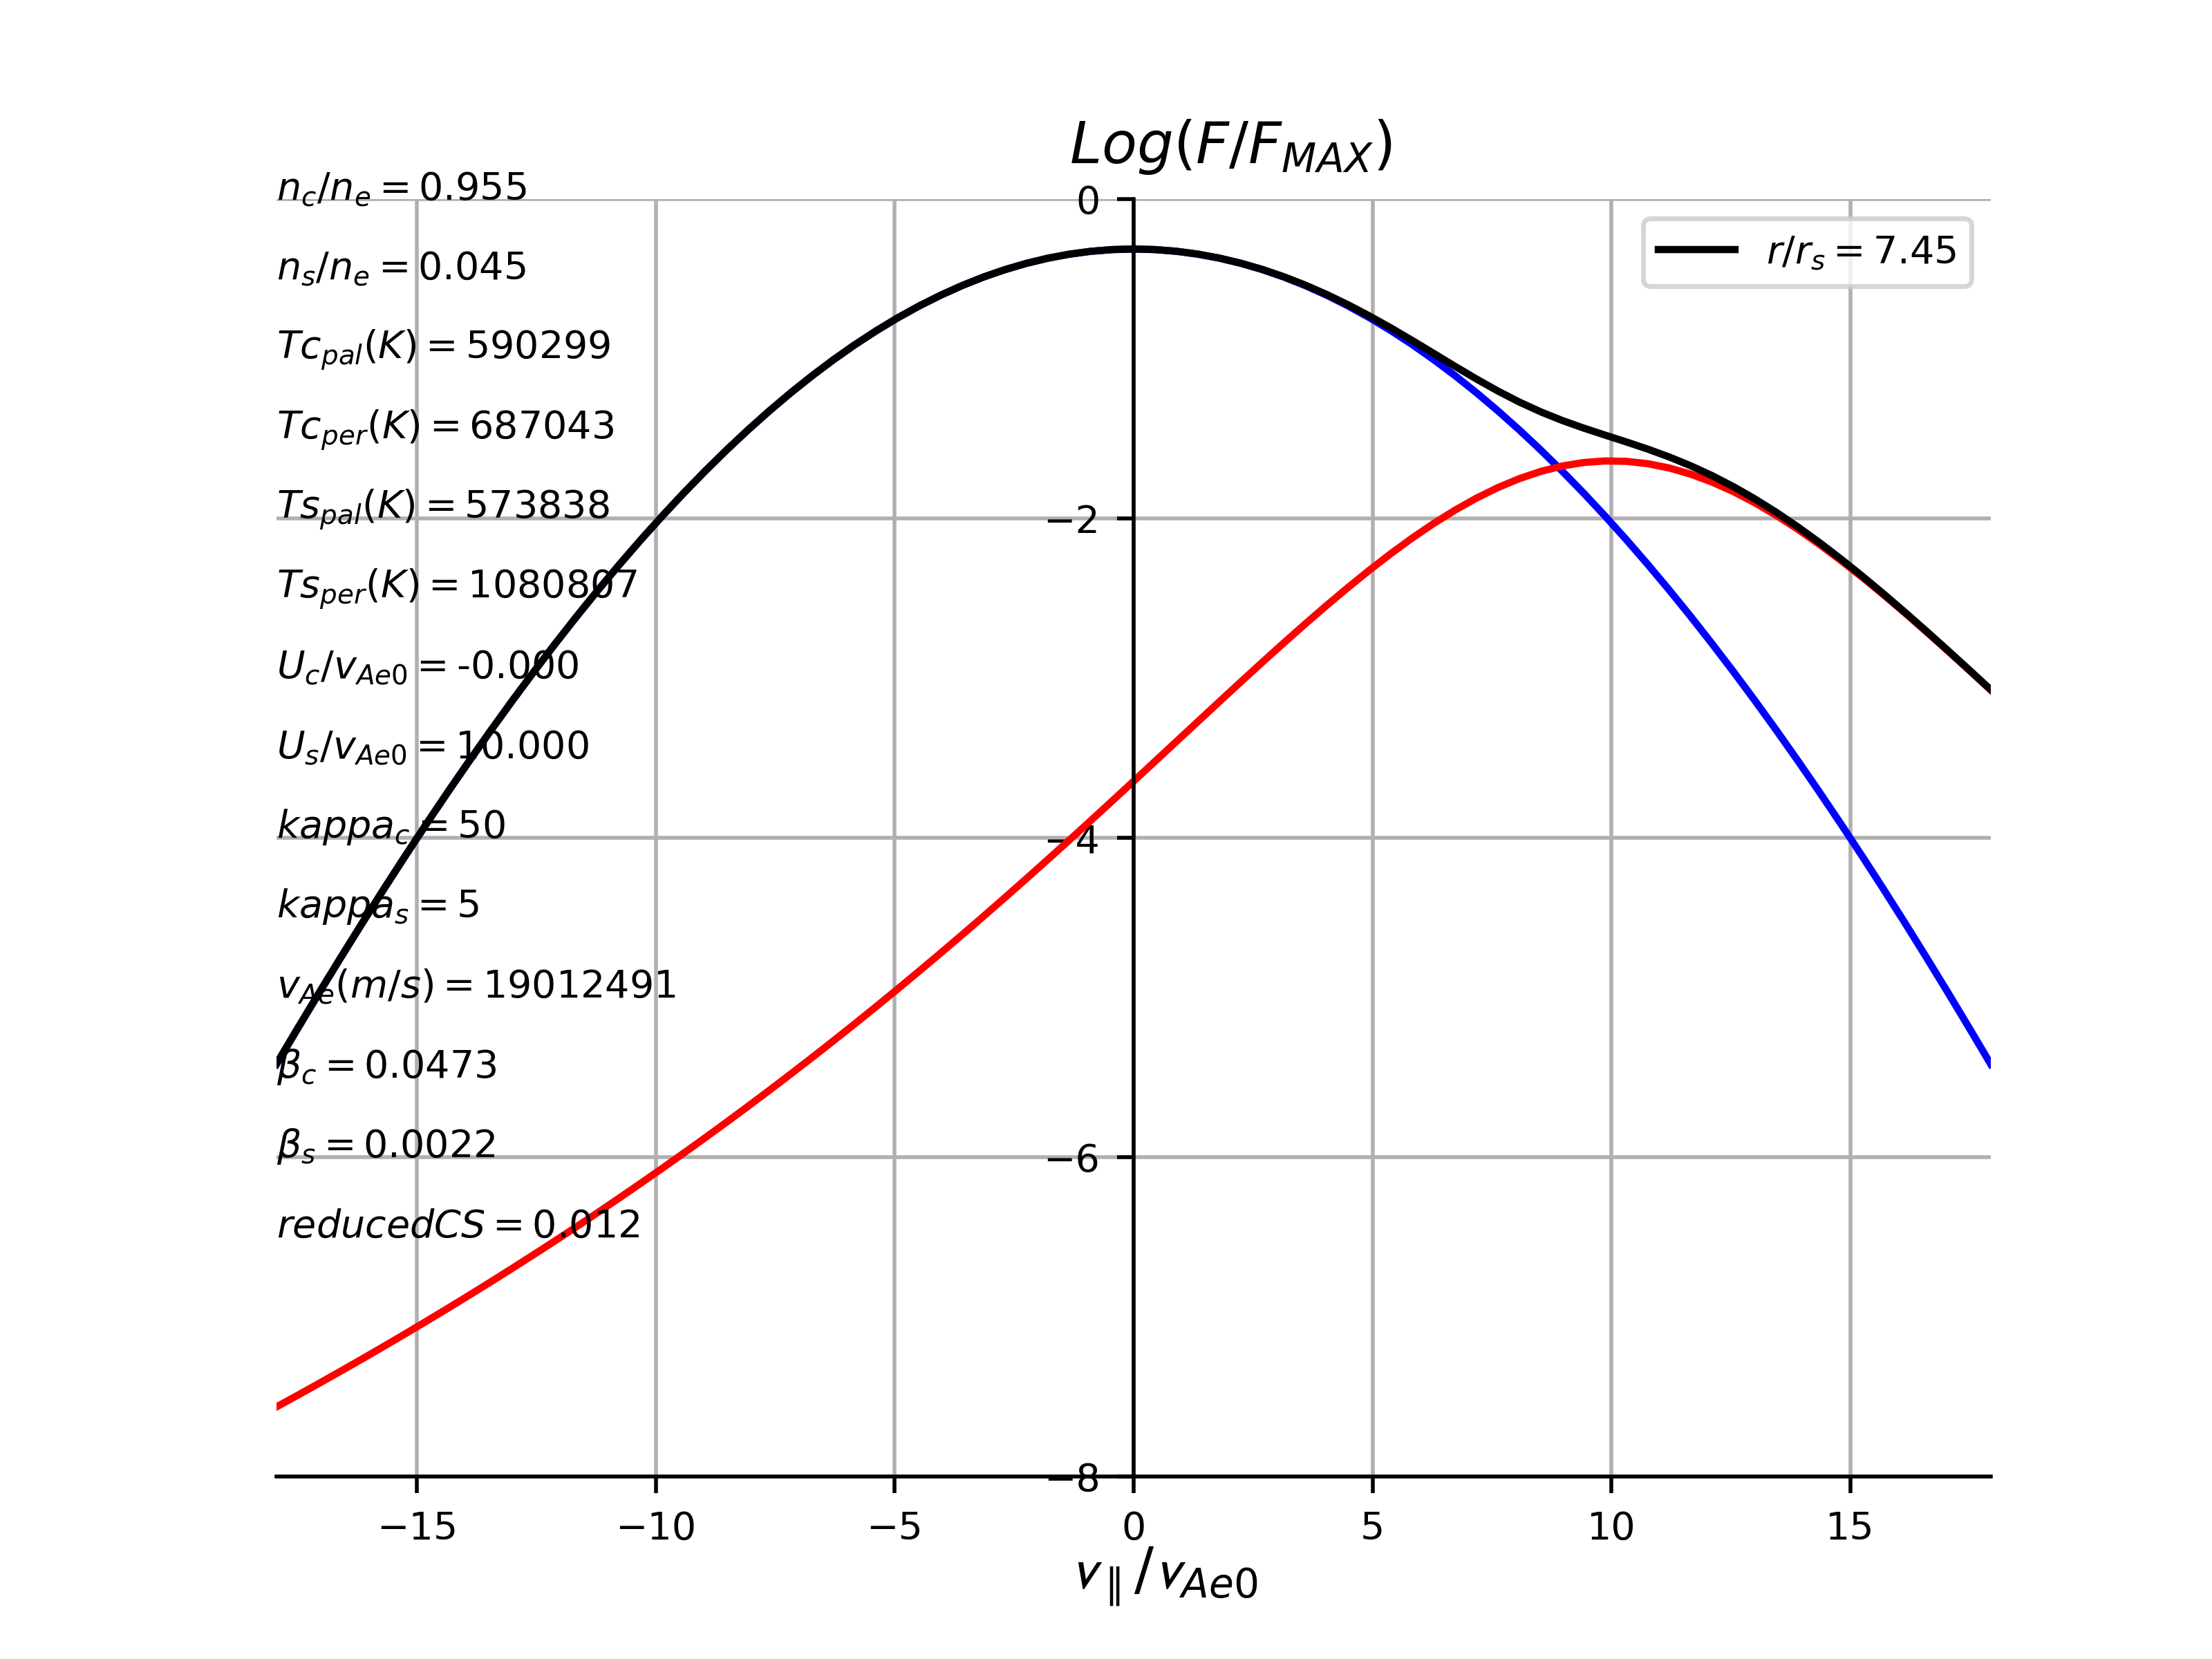 Log(F/F_MAX)
n_c/n_e = 0.955
n_s/n_e = 0.045
Tc_pal(K) = 590299
Tc_per(K) = 687043
Ts_pal(K) = 573838
Ts_per(K) = 1080807
U_c/v_Ae0 = -0.000
U_s/v_Ae0 = 10.000
kappa_c = 50
kappa_s = 5
v_Ae(m/s) = 19012491
β_c = 0.0473
β_s = 0.0022
reducedCS = 0.012
r/r_s = 7.45
0
−2
−4
−6
−8
−15 −10 −5 0 5 10 15
v_∥/v_Ae0